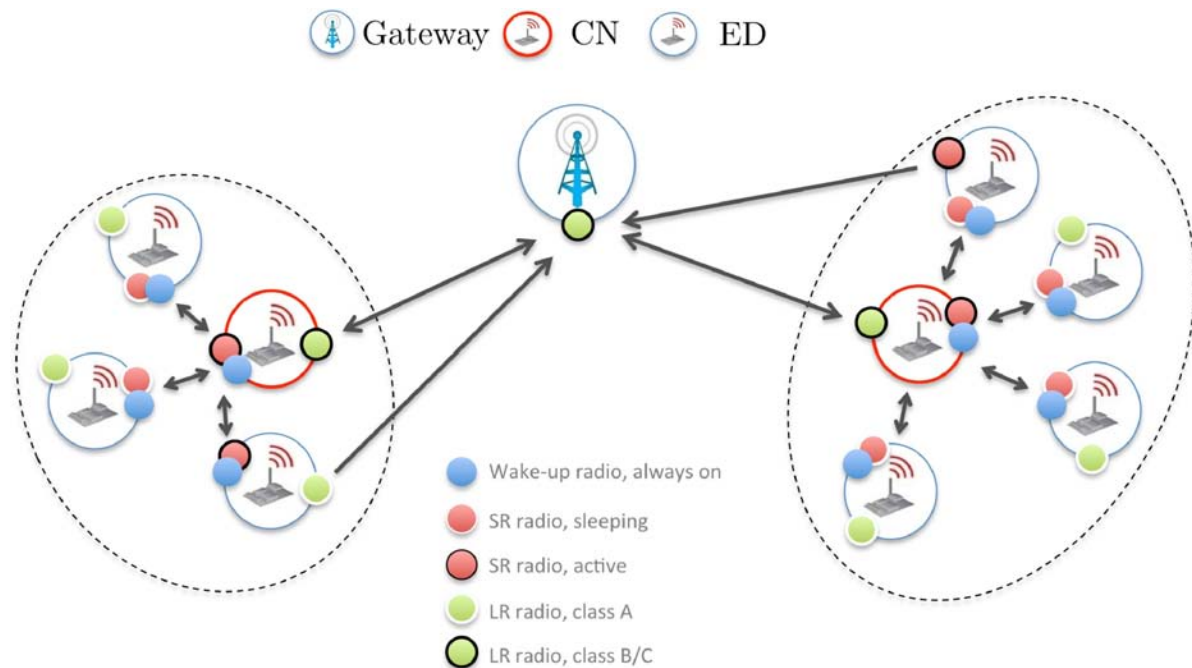 Gateway
CN
ED
Wake-up radio, always on
SR radio, sleeping
SR radio, active
LR radio, class A
LR radio, class B/C